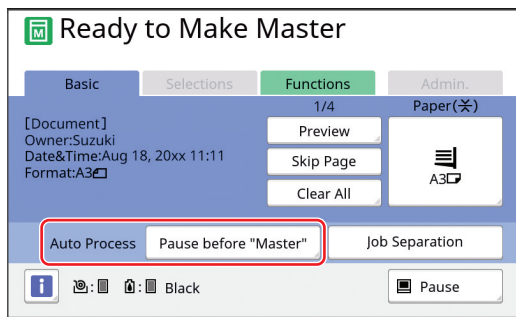 Ready to Make Master
Basic Selections Functions Admin.
1/4 Paper
[Document]
Owner:Suzuki
Date&Time:Aug 18, 20xx 11:11
Format:A3
Preview
Skip Page
Clear All
A3
Auto Process Pause before "Master" Job Separation
i : : Black Pause